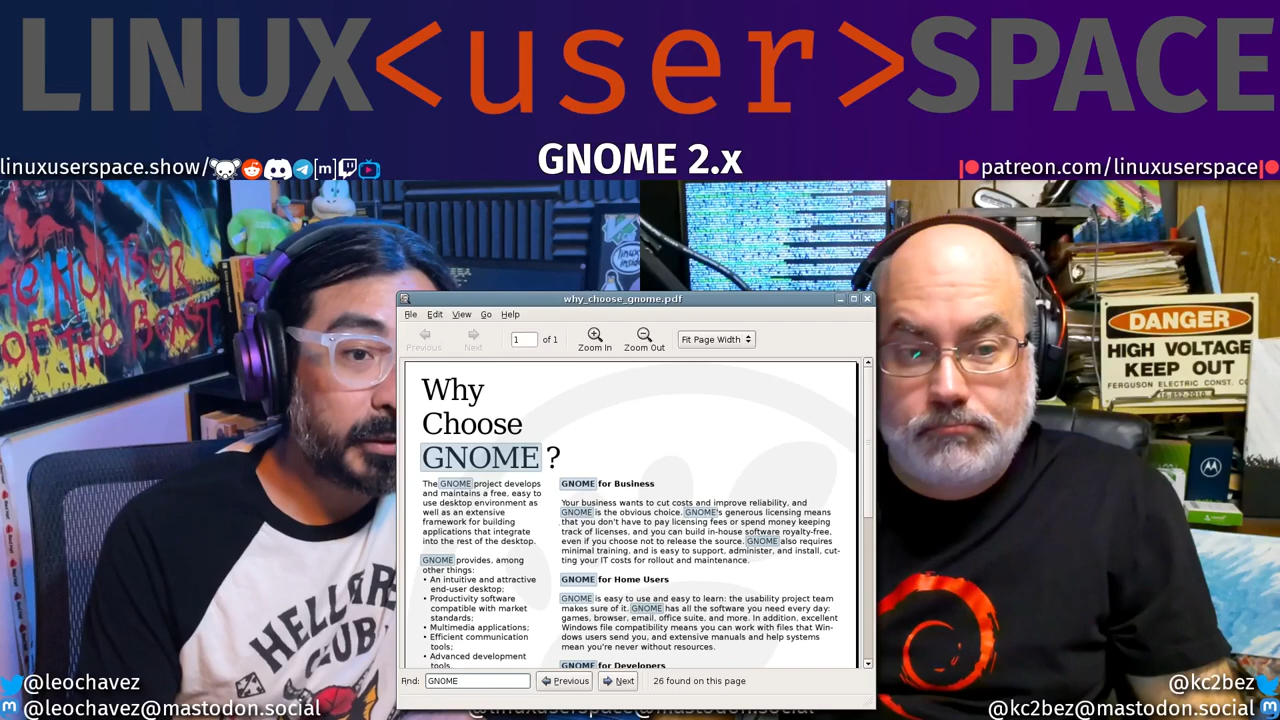 LINUX<user>SPACE
GNOME 2.x
linuxuserspace.show/
[m]
patreon.com/linuxuserspace
DANGER
HIGH VOLTAGE
KEEP OUT
FERGUSON ELECTRIC CONST. CO.
why_choose_gnome.pdf
File Edit View Go Help
Previous Next 1 of 1 Zoom In Zoom Out Fit Page Width
Why
Choose
GNOME ?
The GNOME project develops
and maintains a free, easy to
use desktop environment as
well as an extensive
framework for building
applications that integrate
into the rest of the desktop.
GNOME provides, among
other things:
• An intuitive and attractive
end-user desktop;
• Productivity software
compatible with market
standards;
• Multimedia applications;
• Efficient communication
tools;
• Advanced development
tools.
GNOME for Business
Your business wants to cut costs and improve reliability, and
GNOME is the obvious choice. GNOME's generous licensing means
that you don't have to pay licensing fees or spend money keeping
track of licenses, and you can build in-house software royalty-free,
even if you choose not to release the source. GNOME also requires
minimal training, and is easy to support, administer, and install, cut-
ting your IT costs for rollout and maintenance.
GNOME for Home Users
GNOME is easy to use and easy to learn: the usability project team
makes sure of it. GNOME has all the software you need every day:
games, browser, email, office suite, and more. In addition, excellent
Windows file compatibility means you can work with files that Win-
dows users send you, and extensive manuals and help systems
mean you're never without resources.
GNOME for Developers
Find: GNOME Previous Next 26 found on this page
@leochavez
@leochavez@mastodon.social
@kc2bez
@kc2bez@mastodon.social